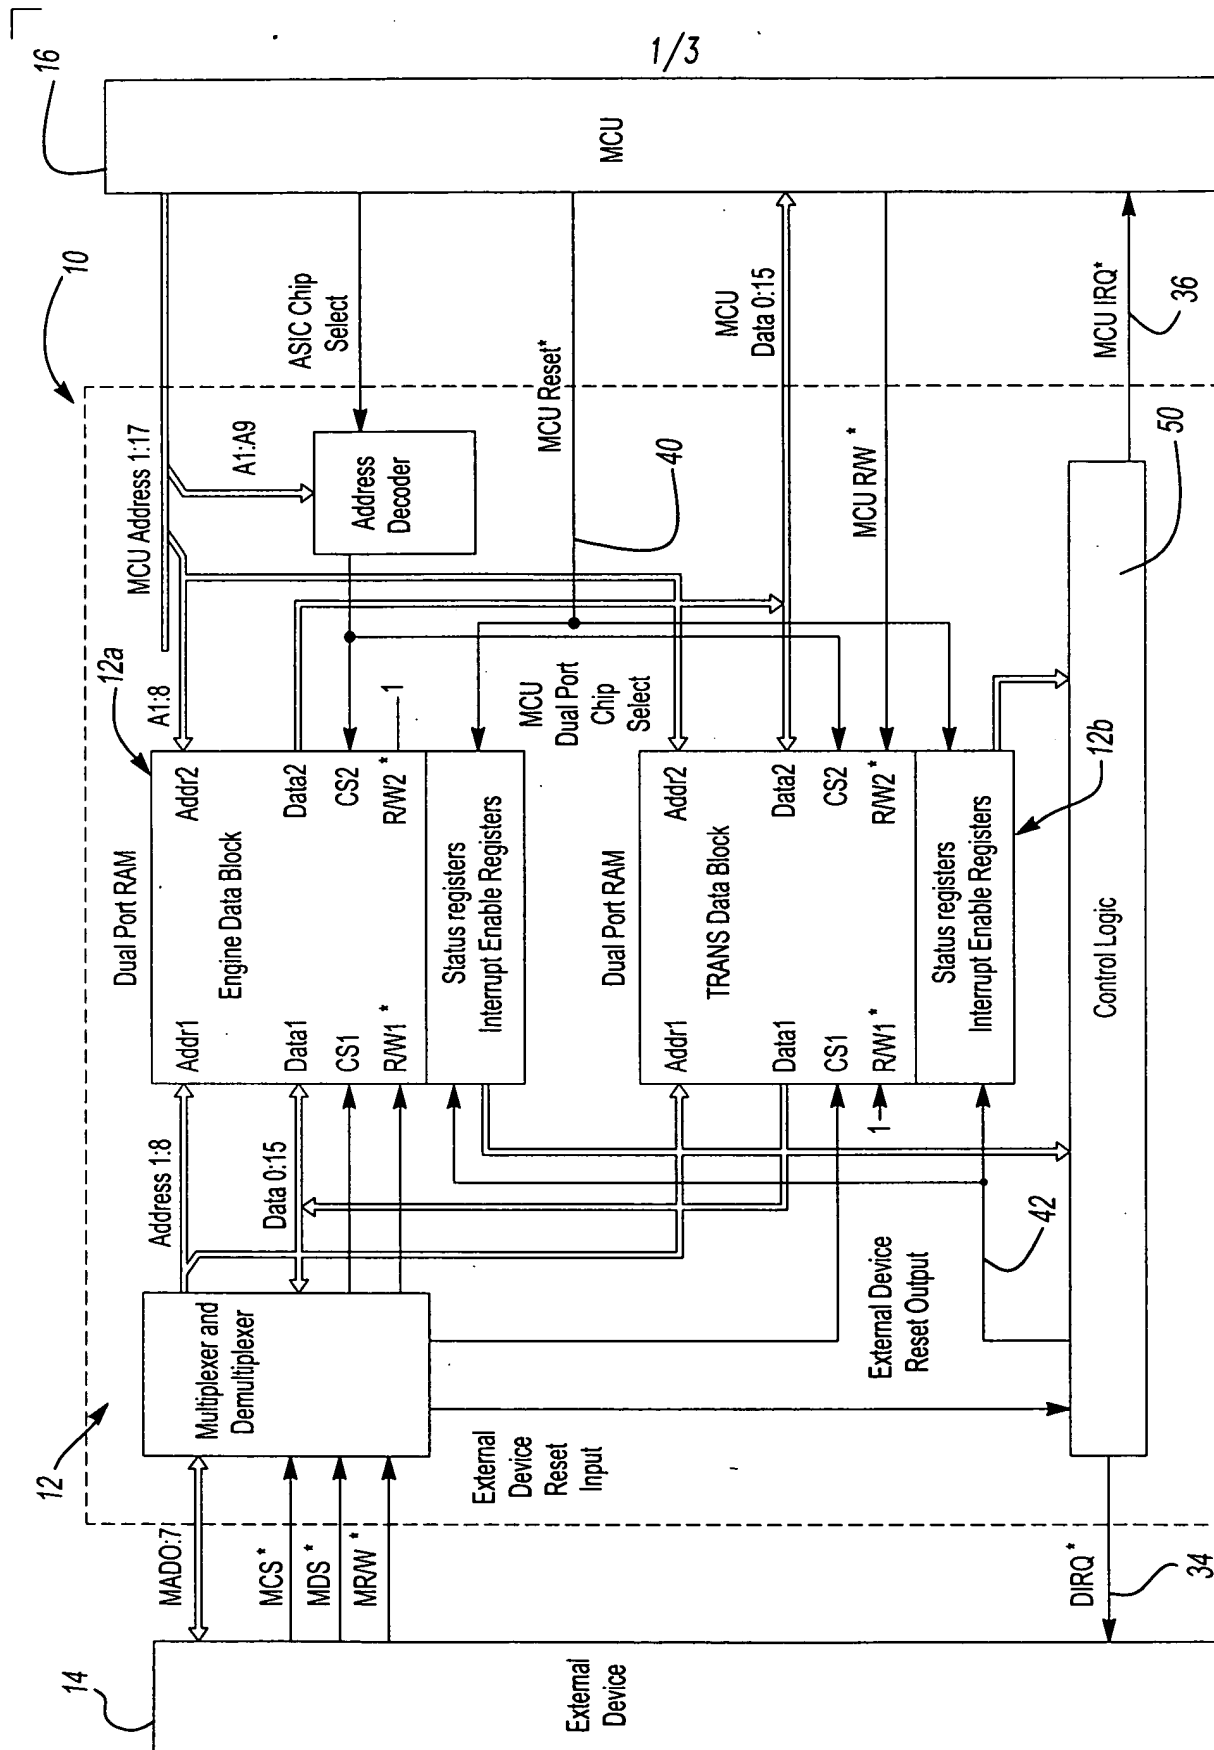 1/3
16
MCU
10
MCU Address 1:17
A1:A9
ASIC Chip
Select
Address
Decoder
MCU Reset*
40
MCU
Data 0:15
MCU R/W *
MCU IRQ*
36
50
12a
A1:8
MCU
Dual Port
Chip
Select
12b
Dual Port RAM
Addr1
Addr2
Engine Data Block
Data1
Data2
CS1
CS2
R/W1 *
R/W2 *
1
Status registers
Interrupt Enable Registers
Dual Port RAM
Addr1
Addr2
TRANS Data Block
Data1
Data2
CS1
CS2
R/W1 *
R/W2 *
1
Status registers
Interrupt Enable Registers
Control Logic
Address 1:8
Data 0:15
42
External Device
Reset Output
12
Multiplexer and
Demultiplexer
External
Device
Reset
Input
MADO:7
MCS *
MDS *
MR/W *
DIRQ *
34
14
External
Device